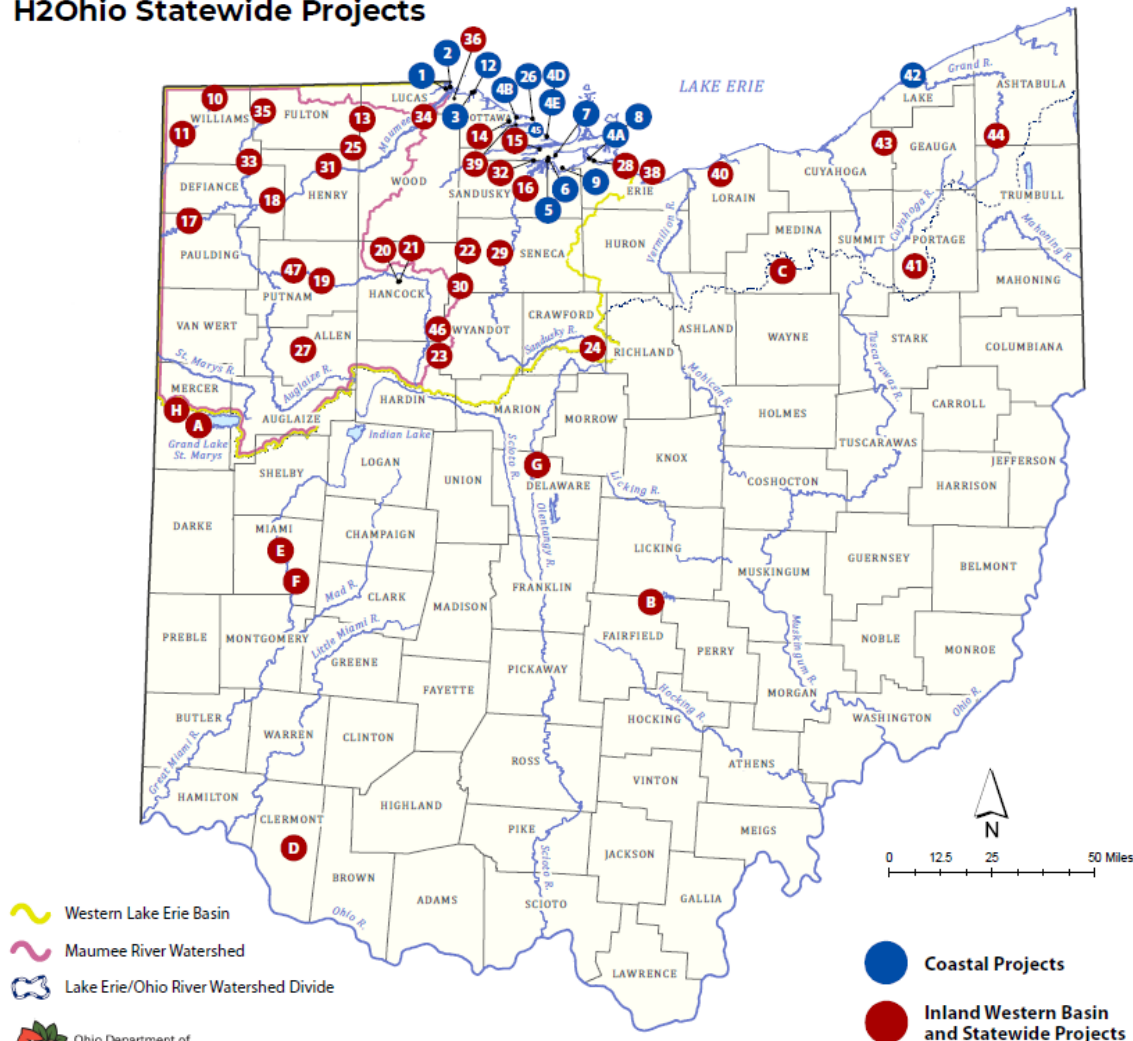 H2Ohio Statewide Projects
36
2
12
26
4D
1
4B
42
Grand R.
ASHTABULA
LAKE ERIE
10
LUCAS
4E
7
8
LAKE
WILLIAMS
35
FULTON
13
34
3
OTTAWA
45
4A
11
Maumee
14
15
43
GEAUGA
44
25
39
28
38
33
31
32
40
CUYAHOGA
DEFIANCE
HENRY
WOOD
SANDUSKY
16
6
9
ERIE
LORAIN
TRUMBULL
18
5
Cuyahoga R.
17
MEDINA
Mahoning R.
20
21
22
29
SENECA
HURON
Vermilion R.
SUMMIT
PORTAGE
PAULDING
47
19
C
41
30
MAHONING
PUTNAM
HANCOCK
CRAWFORD
VAN WERT
ALLEN
46
WYANDOT
Sandusky R.
ASHLAND
WAYNE
STARK
27
23
24
RICHLAND
COLUMBIANA
St. Marys R.
Auglaize R.
Mohican R.
Tuscarawas R.
MERCER
HARDIN
MARION
MORROW
CARROLL
H
A
AUGLAIZE
HOLMES
Grand Lake
St. Marys
Indian Lake
Scioto R.
TUSCARAWAS
LOGAN
G
KNOX
JEFFERSON
SHELBY
UNION
DELAWARE
Licking R.
COSHOCTON
HARRISON
DARKE
MIAMI
CHAMPAIGN
Olentangy R.
E
LICKING
GUERNSEY
BELMONT
F
MUSKINGUM
Mad R.
CLARK
FRANKLIN
MADISON
B
PREBLE
MONTGOMERY
Little Miami R.
FAIRFIELD
PERRY
Muskingum R.
NOBLE
MONROE
GREENE
PICKAWAY
FAYETTE
MORGAN
Hocking R.
Ohio R.
BUTLER
HOCKING
WASHINGTON
WARREN
CLINTON
Great Miami R.
ROSS
ATHENS
VINTON
HAMILTON
HIGHLAND
CLERMONT
PIKE
MEIGS
D
JACKSON
N
BROWN
Scioto R.
0 12.5 25 50 Miles
ADAMS
SCIOTO
GALLIA
Ohio R.
Western Lake Erie Basin
Maumee River Watershed
Coastal Projects
LAWRENCE
Lake Erie/Ohio River Watershed Divide
Inland Western Basin
and Statewide Projects
Ohio Department of